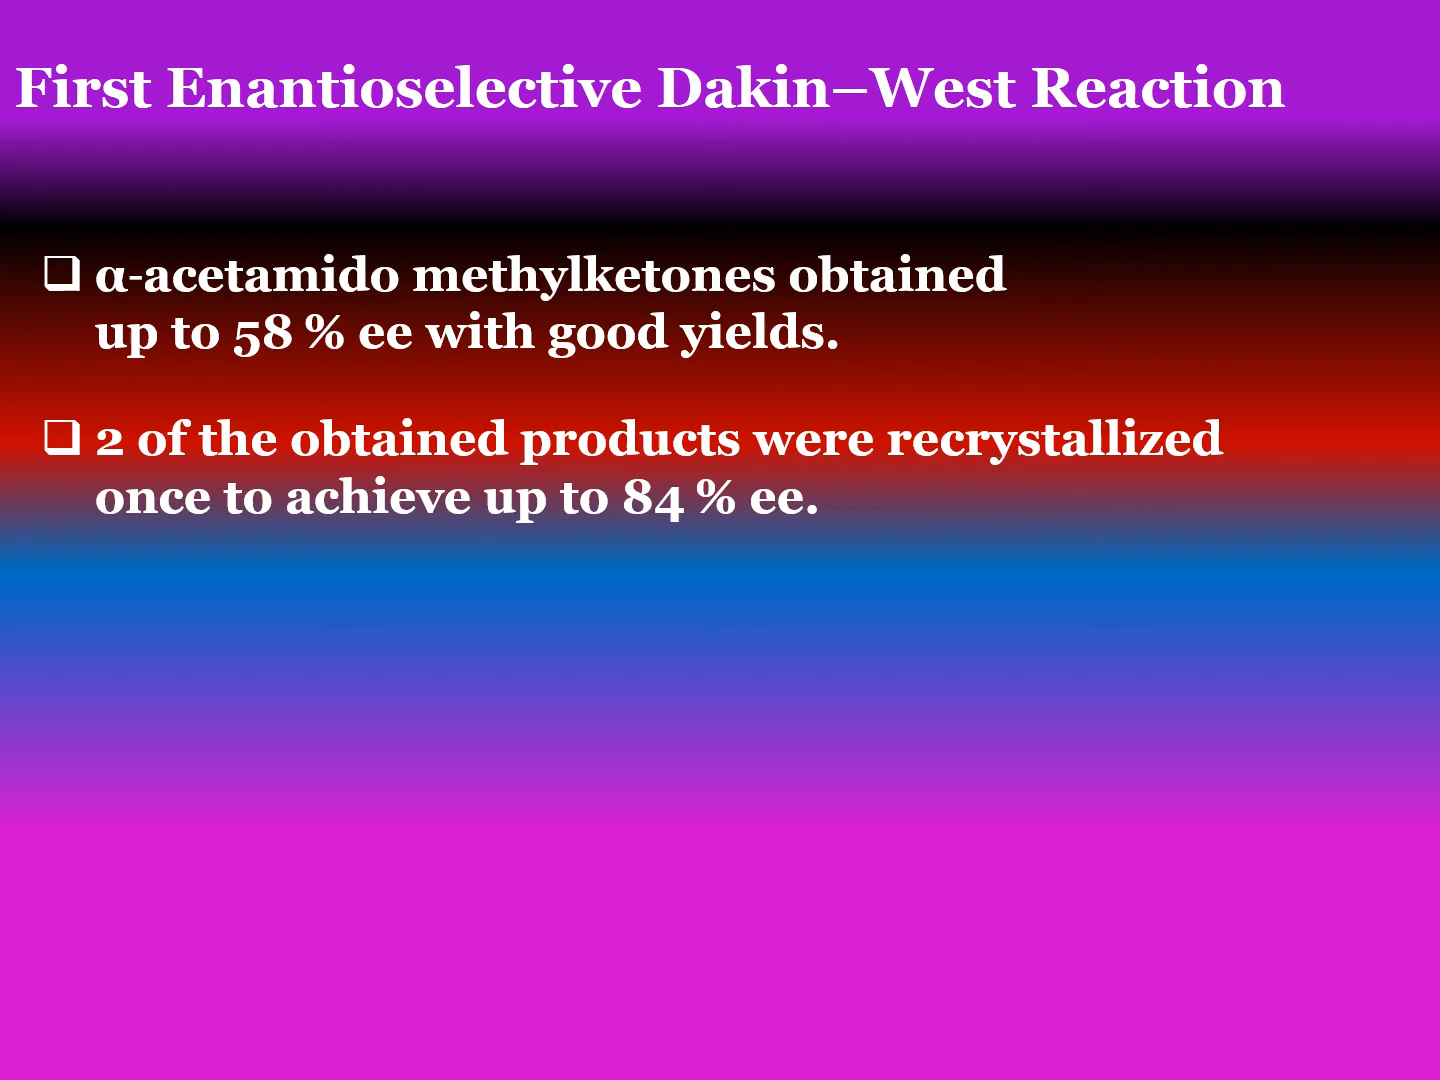 First Enantioselective Dakin–West Reaction
❑ α-acetamido methylketones obtained
up to 58 % ee with good yields.
❑ 2 of the obtained products were recrystallized
once to achieve up to 84 % ee.